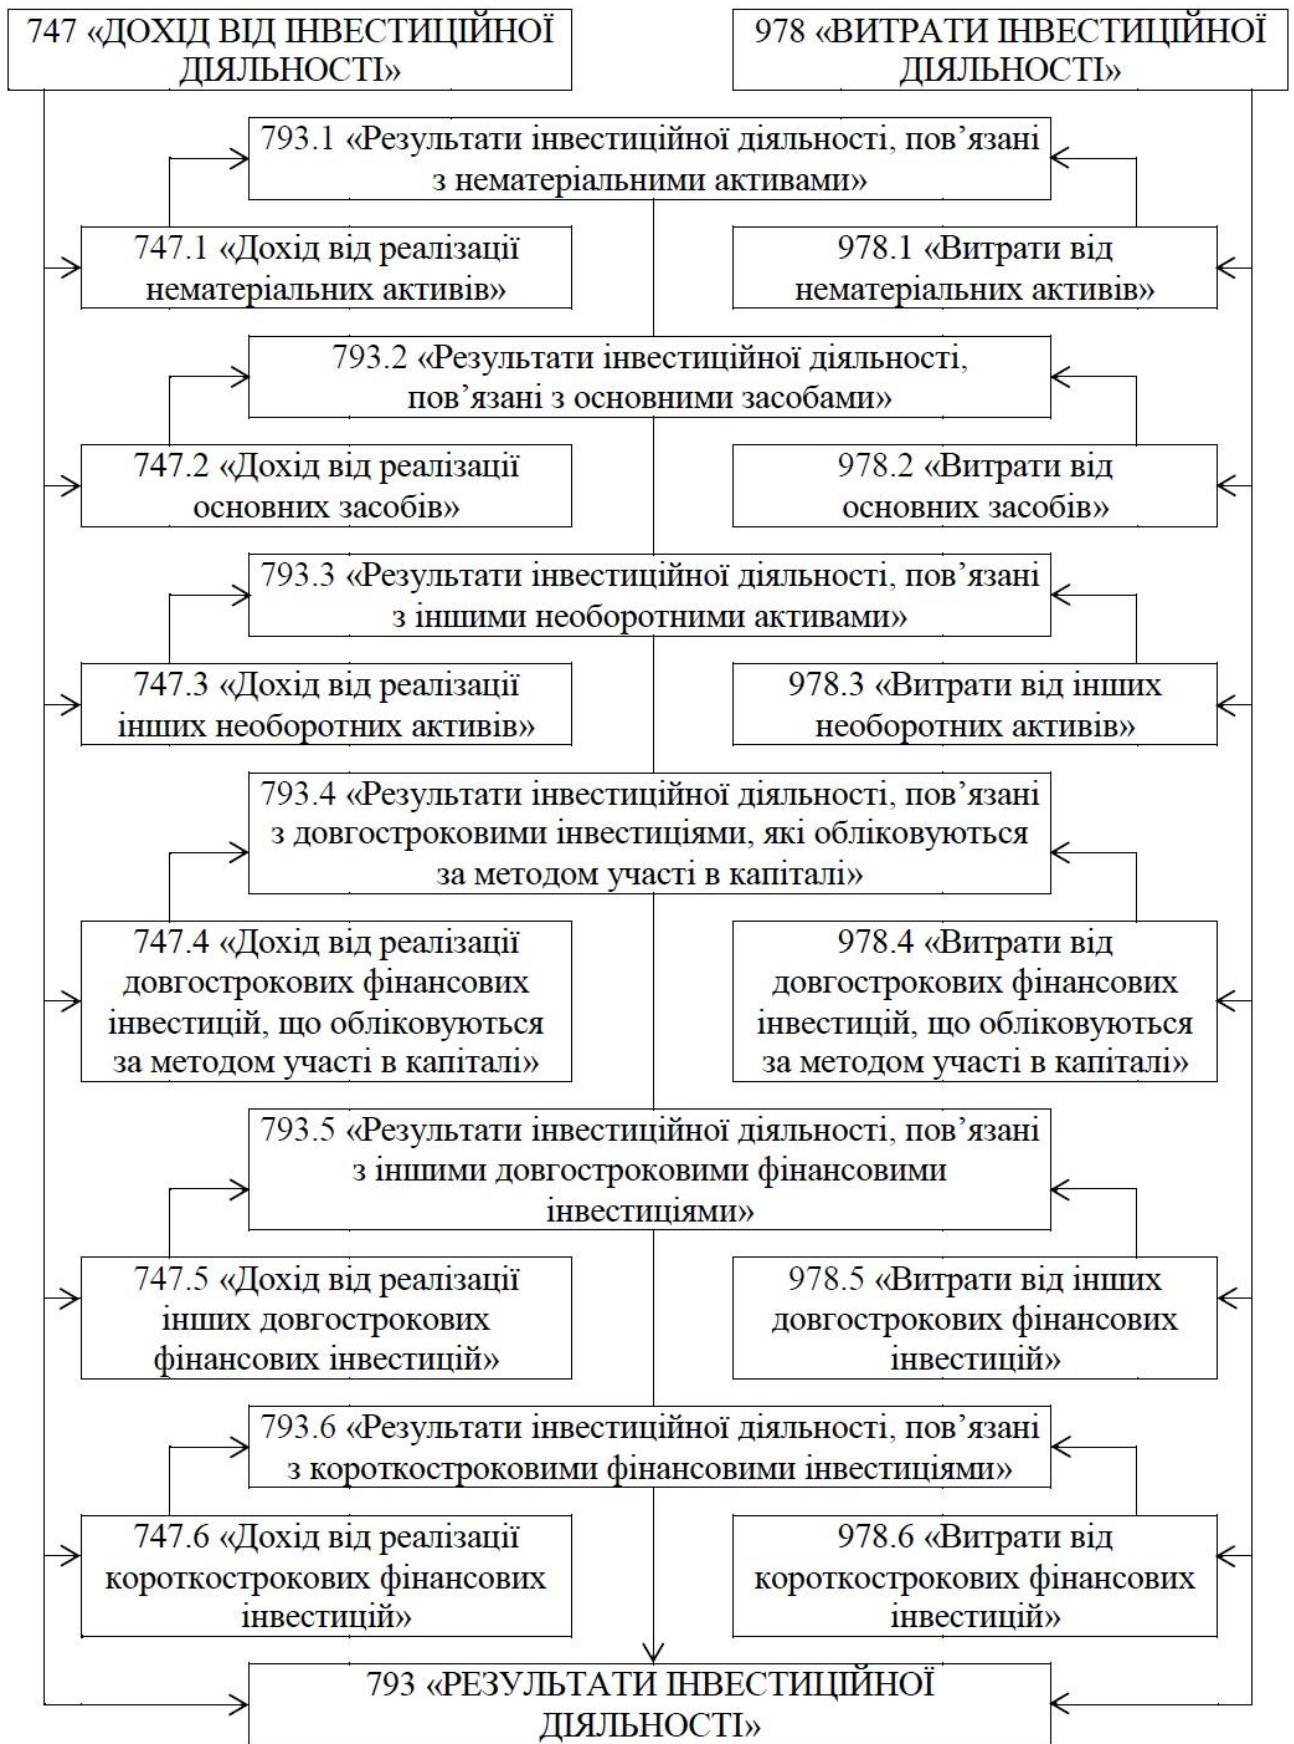 747 «ДОХІД ВІД ІНВЕСТИЦІЙНОЇ
ДІЯЛЬНОСТІ»
978 «ВИТРАТИ ІНВЕСТИЦІЙНОЇ
ДІЯЛЬНОСТІ»
793.1 «Результати інвестиційної діяльності, пов’язані
з нематеріальними активами»
747.1 «Дохід від реалізації
нематеріальних активів»
978.1 «Витрати від
нематеріальних активів»
793.2 «Результати інвестиційної діяльності,
пов’язані з основними засобами»
747.2 «Дохід від реалізації
основних засобів»
978.2 «Витрати від
основних засобів»
793.3 «Результати інвестиційної діяльності, пов’язані
з іншими необоротними активами»
747.3 «Дохід від реалізації
інших необоротних активів»
978.3 «Витрати від інших
необоротних активів»
793.4 «Результати інвестиційної діяльності, пов’язані
з довгостроковими інвестиціями, які обліковуються
за методом участі в капіталі»
747.4 «Дохід від реалізації
довгострокових фінансових
інвестицій, що обліковуються
за методом участі в капіталі»
978.4 «Витрати від
довгострокових фінансових
інвестицій, що обліковуються
за методом участі в капіталі»
793.5 «Результати інвестиційної діяльності, пов’язані
з іншими довгостроковими фінансовими
інвестиціями»
747.5 «Дохід від реалізації
інших довгострокових
фінансових інвестицій»
978.5 «Витрати від інших
довгострокових фінансових
інвестицій»
793.6 «Результати інвестиційної діяльності, пов’язані
з короткостроковими фінансовими інвестиціями»
747.6 «Дохід від реалізації
короткострокових фінансових
інвестицій»
978.6 «Витрати від
короткострокових фінансових
інвестицій»
793 «РЕЗУЛЬТАТИ ІНВЕСТИЦІЙНОЇ
ДІЯЛЬНОСТІ»